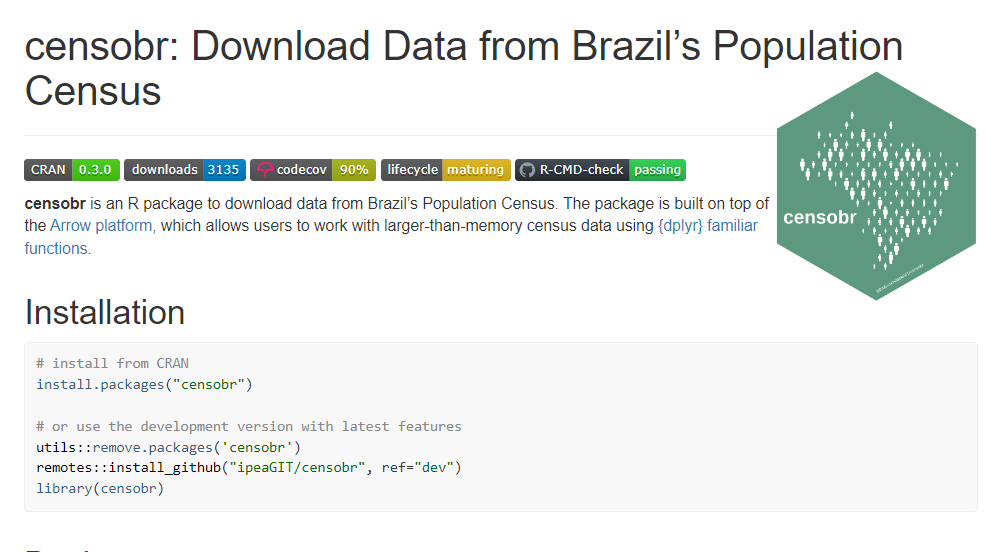 censobr: Download Data from Brazil’s Population
Census
CRAN 0.3.0 downloads 3135 codecov 90% lifecycle maturing R-CMD-check passing
censobr is an R package to download data from Brazil’s Population Census. The package is built on top of
the Arrow platform, which allows users to work with larger-than-memory census data using {dplyr} familiar
functions.
censobr
Installation
# install from CRAN
install.packages("censobr")
# or use the development version with latest features
utils::remove.packages('censobr')
remotes::install_github("ipeaGIT/censobr", ref="dev")
library(censobr)